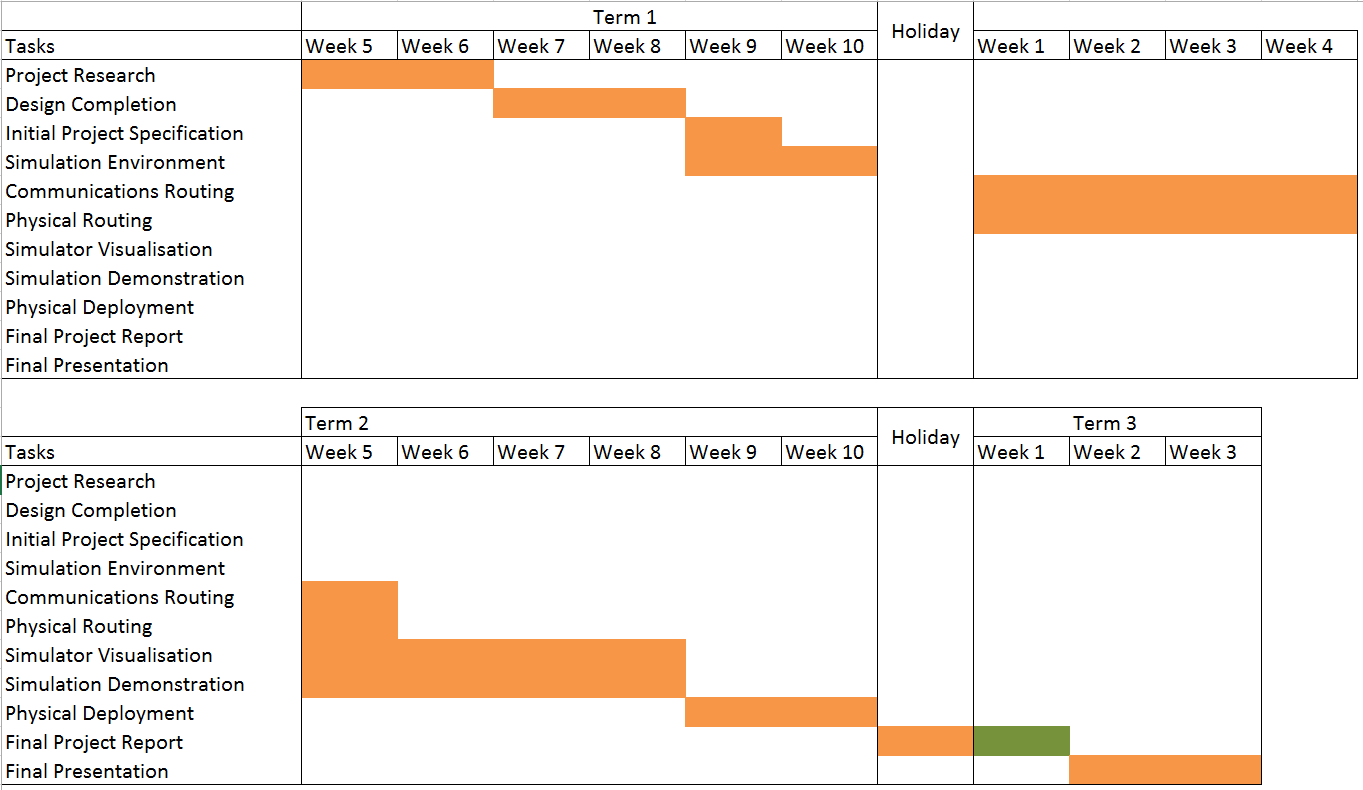 Term 1 Holiday
Tasks Week 5 Week 6 Week 7 Week 8 Week 9 Week 10 Week 1 Week 2 Week 3 Week 4
Project Research
Design Completion
Initial Project Specification
Simulation Environment
Communications Routing
Physical Routing
Simulator Visualisation
Simulation Demonstration
Physical Deployment
Final Project Report
Final Presentation
Term 2 Holiday Term 3
Tasks Week 5 Week 6 Week 7 Week 8 Week 9 Week 10 Week 1 Week 2 Week 3
Project Research
Design Completion
Initial Project Specification
Simulation Environment
Communications Routing
Physical Routing
Simulator Visualisation
Simulation Demonstration
Physical Deployment
Final Project Report
Final Presentation